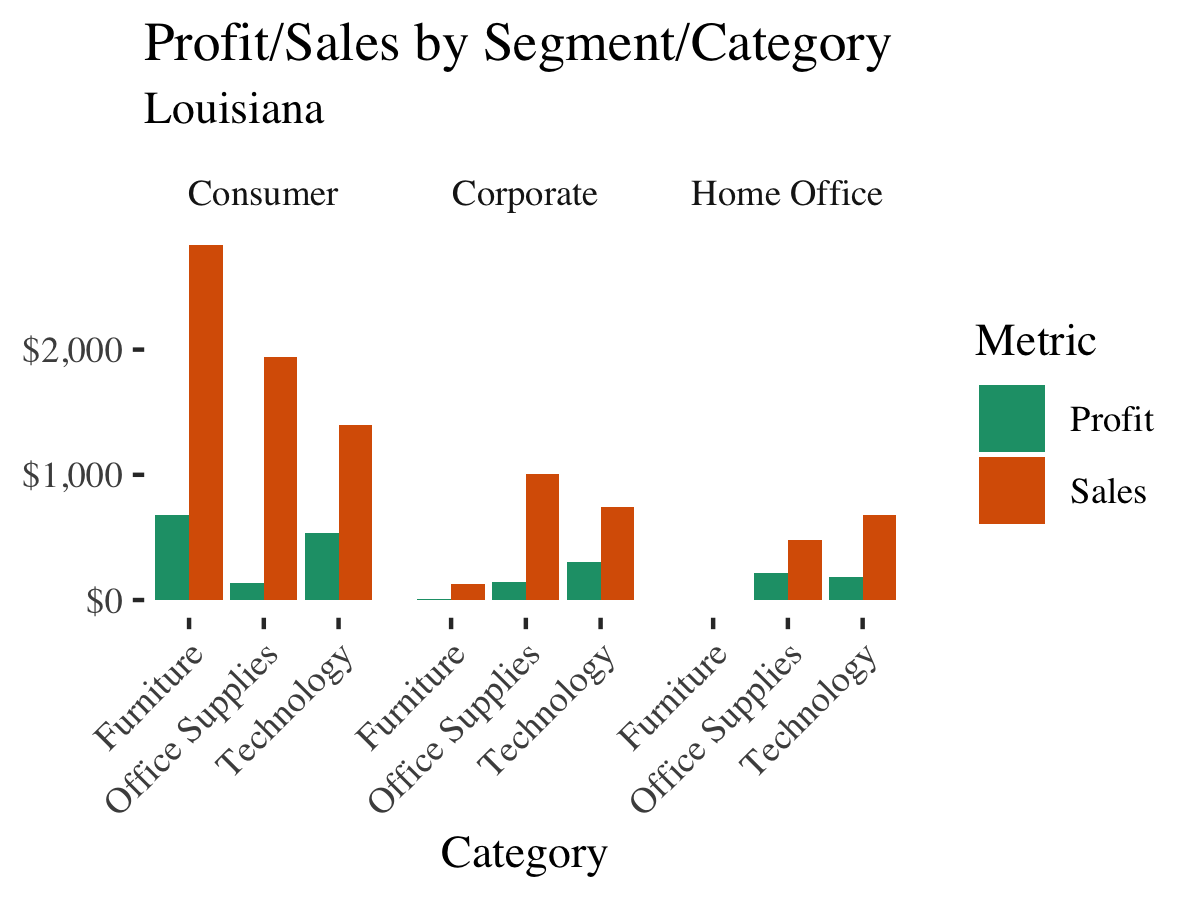 Profit/Sales by Segment/Category
Louisiana
Consumer
Corporate
Home Office
$2,000
$1,000
$0
Furniture
Office Supplies
Technology
Furniture
Office Supplies
Technology
Furniture
Office Supplies
Technology
Category
Metric
Profit
Sales